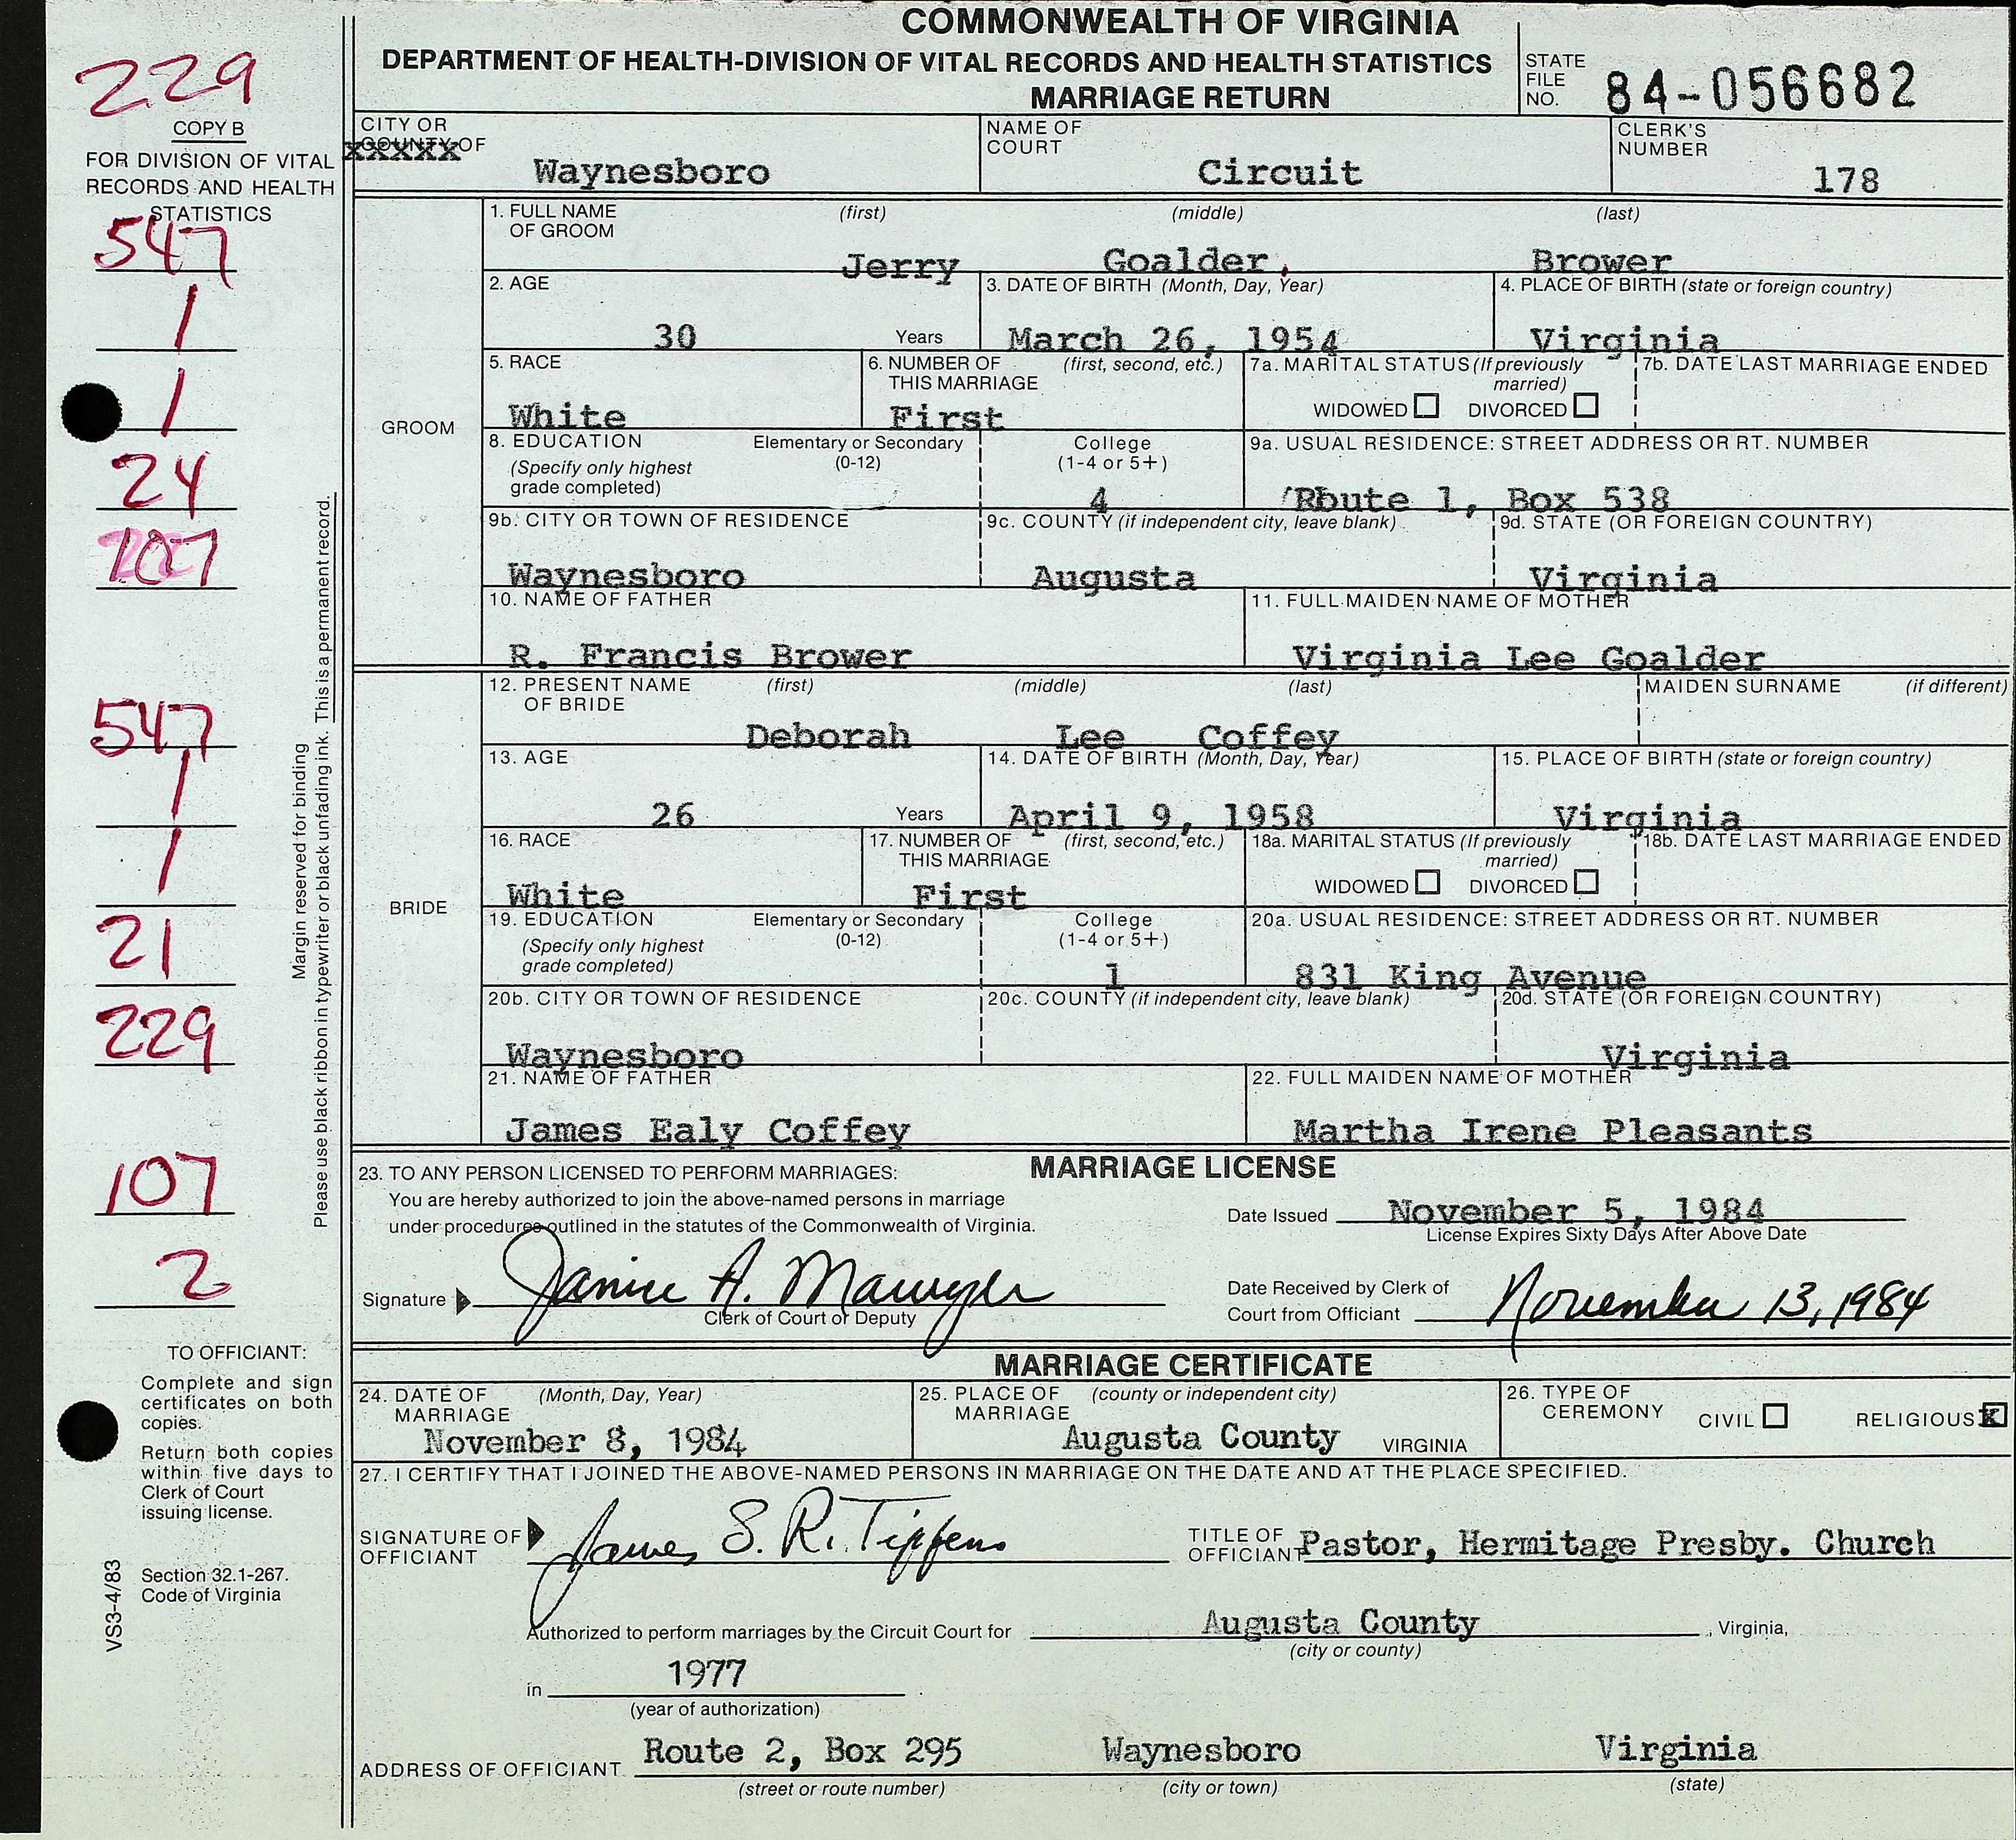 COMMONWEALTH OF VIRGINIA
DEPARTMENT OF HEALTH-DIVISION OF VITAL RECORDS AND HEALTH STATISTICS
MARRIAGE RETURN
STATE FILE NO. 84-056682
229
COPY B
FOR DIVISION OF VITAL
RECORDS AND HEALTH
STATISTICS
547
1
1
24
107
547
1
1
21
229
107
2
Margin reserved for binding
Please use black ribbon in typewriter or black unfading ink. This is a permanent record.
TO OFFICIANT:
Complete and sign
certificates on both
copies.
Return both copies
within five days to
Clerk of Court
issuing license.
Section 32.1-267.
Code of Virginia
VS3-4/83
CITY OR COUNTY OF xxxxx Waynesboro
NAME OF COURT Circuit
CLERK'S NUMBER 178
GROOM
1. FULL NAME OF GROOM (first) (middle) (last)
Jerry Goalder, Brower
2. AGE 30 Years
3. DATE OF BIRTH (Month, Day, Year) March 26, 1954
4. PLACE OF BIRTH (state or foreign country) Virginia
5. RACE White
6. NUMBER OF THIS MARRIAGE (first, second, etc.) First
7a. MARITAL STATUS (If previously married) WIDOWED DIVORCED
7b. DATE LAST MARRIAGE ENDED
8. EDUCATION (Specify only highest grade completed) Elementary or Secondary (0-12) College (1-4 or 5+) 4
9a. USUAL RESIDENCE: STREET ADDRESS OR RT. NUMBER Route 1, Box 538
9b. CITY OR TOWN OF RESIDENCE Waynesboro
9c. COUNTY (if independent city, leave blank) Augusta
9d. STATE (OR FOREIGN COUNTRY) Virginia
10. NAME OF FATHER R. Francis Brower
11. FULL MAIDEN NAME OF MOTHER Virginia Lee Goalder
BRIDE
12. PRESENT NAME OF BRIDE (first) (middle) (last) Deborah Lee Coffey
MAIDEN SURNAME (if different)
13. AGE 26 Years
14. DATE OF BIRTH (Month, Day, Year) April 9, 1958
15. PLACE OF BIRTH (state or foreign country) Virginia
16. RACE White
17. NUMBER OF THIS MARRIAGE (first, second, etc.) First
18a. MARITAL STATUS (If previously married) WIDOWED DIVORCED
18b. DATE LAST MARRIAGE ENDED
19. EDUCATION (Specify only highest grade completed) Elementary or Secondary (0-12) College (1-4 or 5+) 1
20a. USUAL RESIDENCE: STREET ADDRESS OR RT. NUMBER 831 King Avenue
20b. CITY OR TOWN OF RESIDENCE Waynesboro
20c. COUNTY (if independent city, leave blank)
20d. STATE (OR FOREIGN COUNTRY) Virginia
21. NAME OF FATHER James Ealy Coffey
22. FULL MAIDEN NAME OF MOTHER Martha Irene Pleasants
MARRIAGE LICENSE
23. TO ANY PERSON LICENSED TO PERFORM MARRIAGES:
You are hereby authorized to join the above-named persons in marriage
under procedures outlined in the statutes of the Commonwealth of Virginia.
Date Issued November 5, 1984
License Expires Sixty Days After Above Date
Signature Janice A. Mawyer
Clerk of Court or Deputy
Date Received by Clerk of Court from Officiant November 13, 1984
MARRIAGE CERTIFICATE
24. DATE OF MARRIAGE (Month, Day, Year) November 8, 1984
25. PLACE OF MARRIAGE (county or independent city) Augusta County VIRGINIA
26. TYPE OF CEREMONY CIVIL RELIGIOUS X
27. I CERTIFY THAT I JOINED THE ABOVE-NAMED PERSONS IN MARRIAGE ON THE DATE AND AT THE PLACE SPECIFIED.
SIGNATURE OF OFFICIANT James S. R. Tippens
TITLE OF OFFICIANT Pastor, Hermitage Presby. Church
Authorized to perform marriages by the Circuit Court for Augusta County, Virginia,
(city or county)
in 1977
(year of authorization)
ADDRESS OF OFFICIANT Route 2, Box 295 Waynesboro Virginia
(street or route number) (city or town) (state)